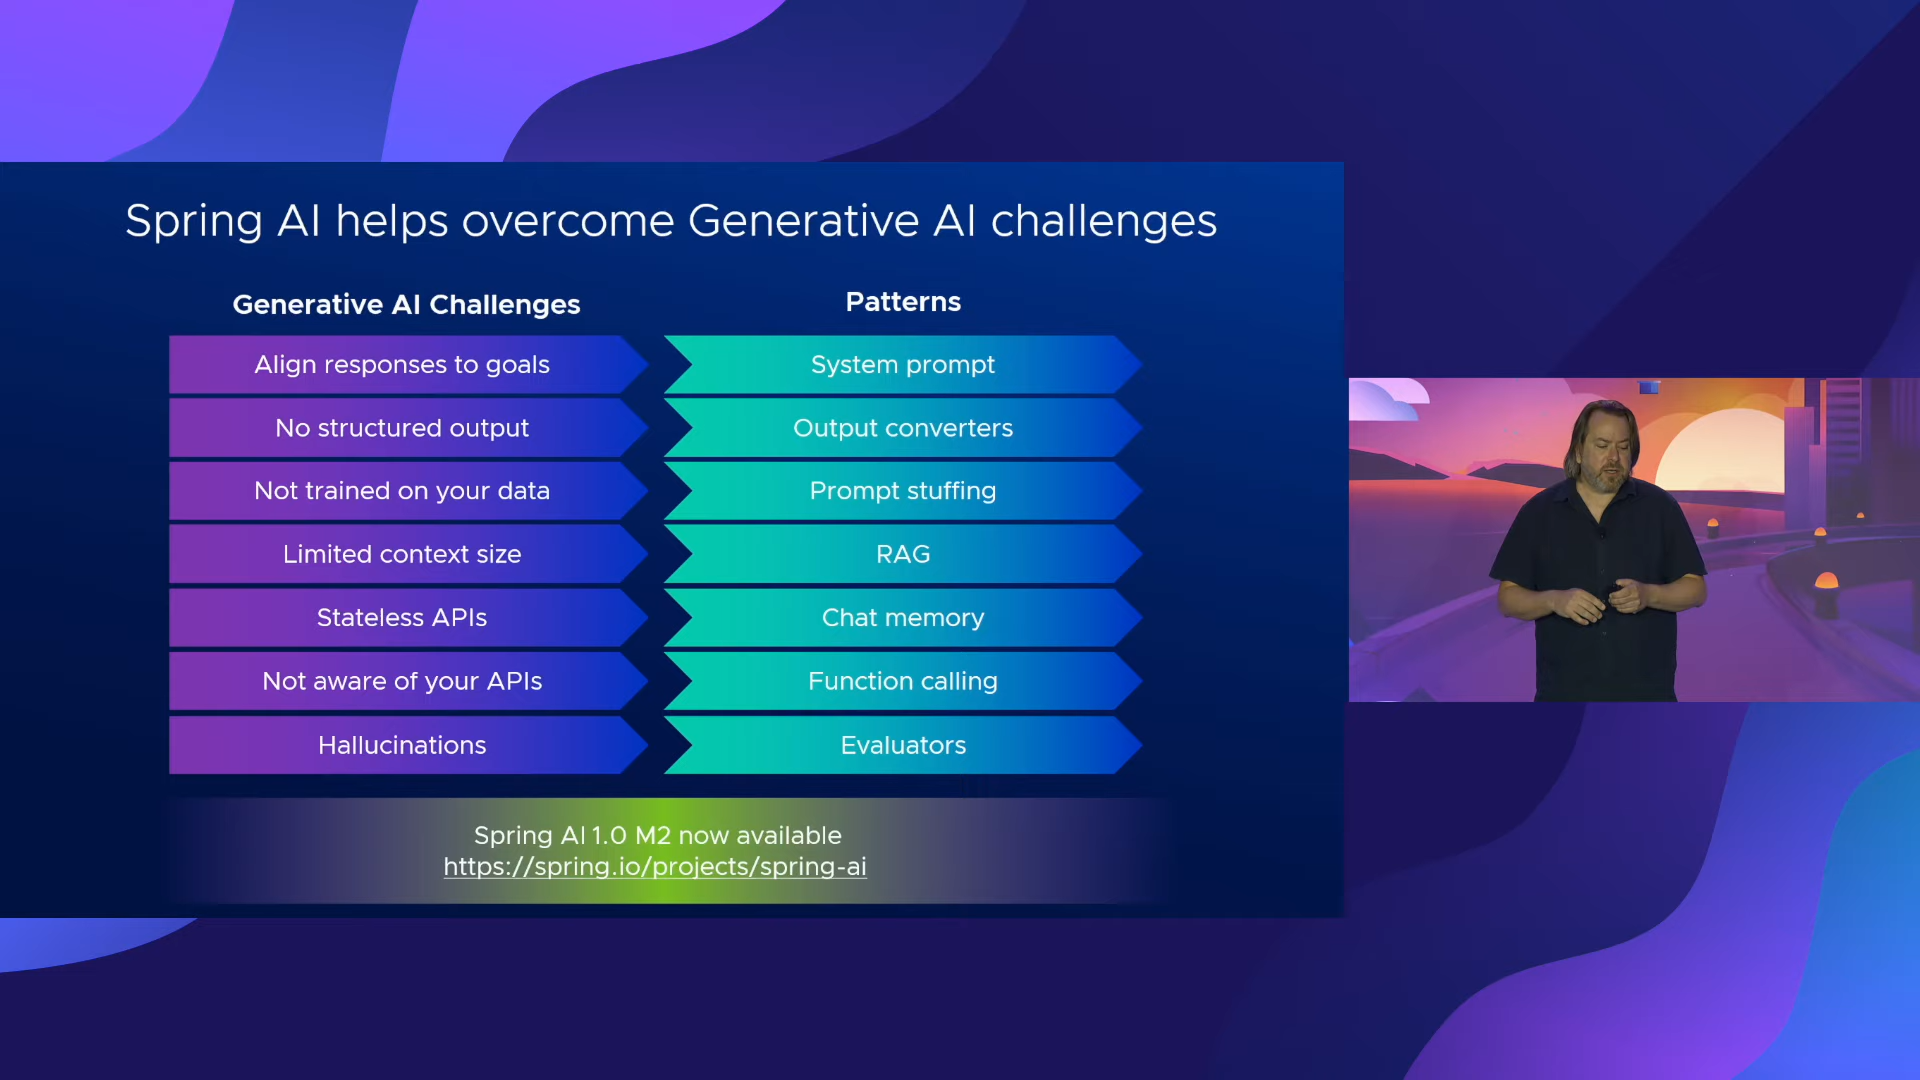 Spring AI helps overcome Generative AI challenges
Generative AI Challenges
Patterns
Align responses to goals
System prompt
No structured output
Output converters
Not trained on your data
Prompt stuffing
Limited context size
RAG
Stateless APIs
Chat memory
Not aware of your APIs
Function calling
Hallucinations
Evaluators
Spring AI 1.0 M2 now available
https://spring.io/projects/spring-ai